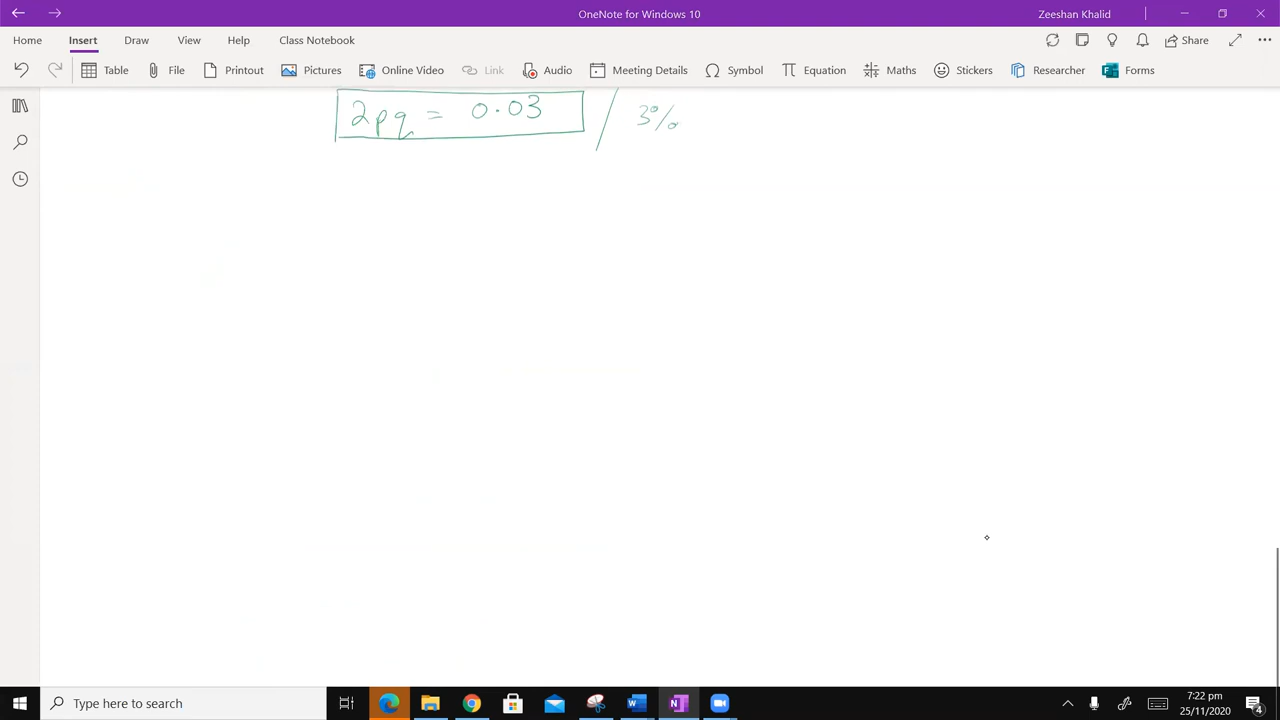 OneNote for Windows 10
Zeeshan Khalid
Home Insert Draw View Help Class Notebook
Share
Table File Printout Pictures Online Video Link Audio Meeting Details Symbol Equation Maths Stickers Researcher Forms
2pq = 0.03 / 3%
Type here to search
7:22 pm
25/11/2020
4